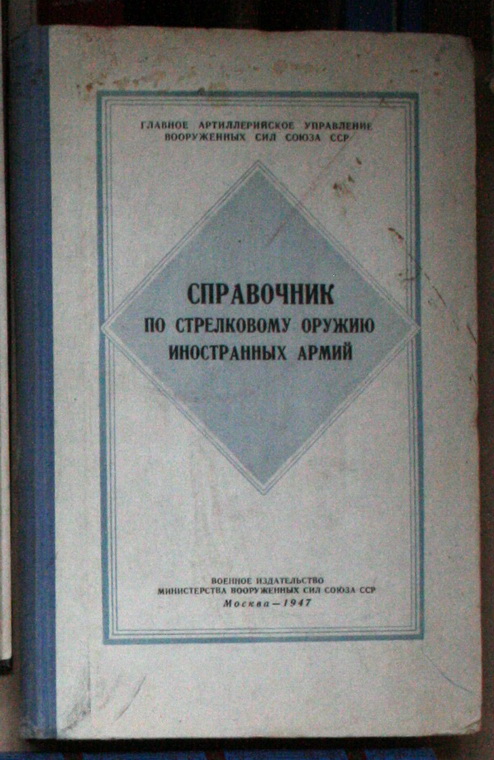 ГЛАВНОЕ АРТИЛЛЕРИЙСКОЕ УПРАВЛЕНИЕ
ВООРУЖЕННЫХ СИЛ СОЮЗА ССР
СПРАВОЧНИК
ПО СТРЕЛКОВОМУ ОРУЖИЮ
ИНОСТРАННЫХ АРМИЙ
ВОЕННОЕ ИЗДАТЕЛЬСТВО
МИНИСТЕРСТВА ВООРУЖЕННЫХ СИЛ СОЮЗА ССР
Москва — 1947